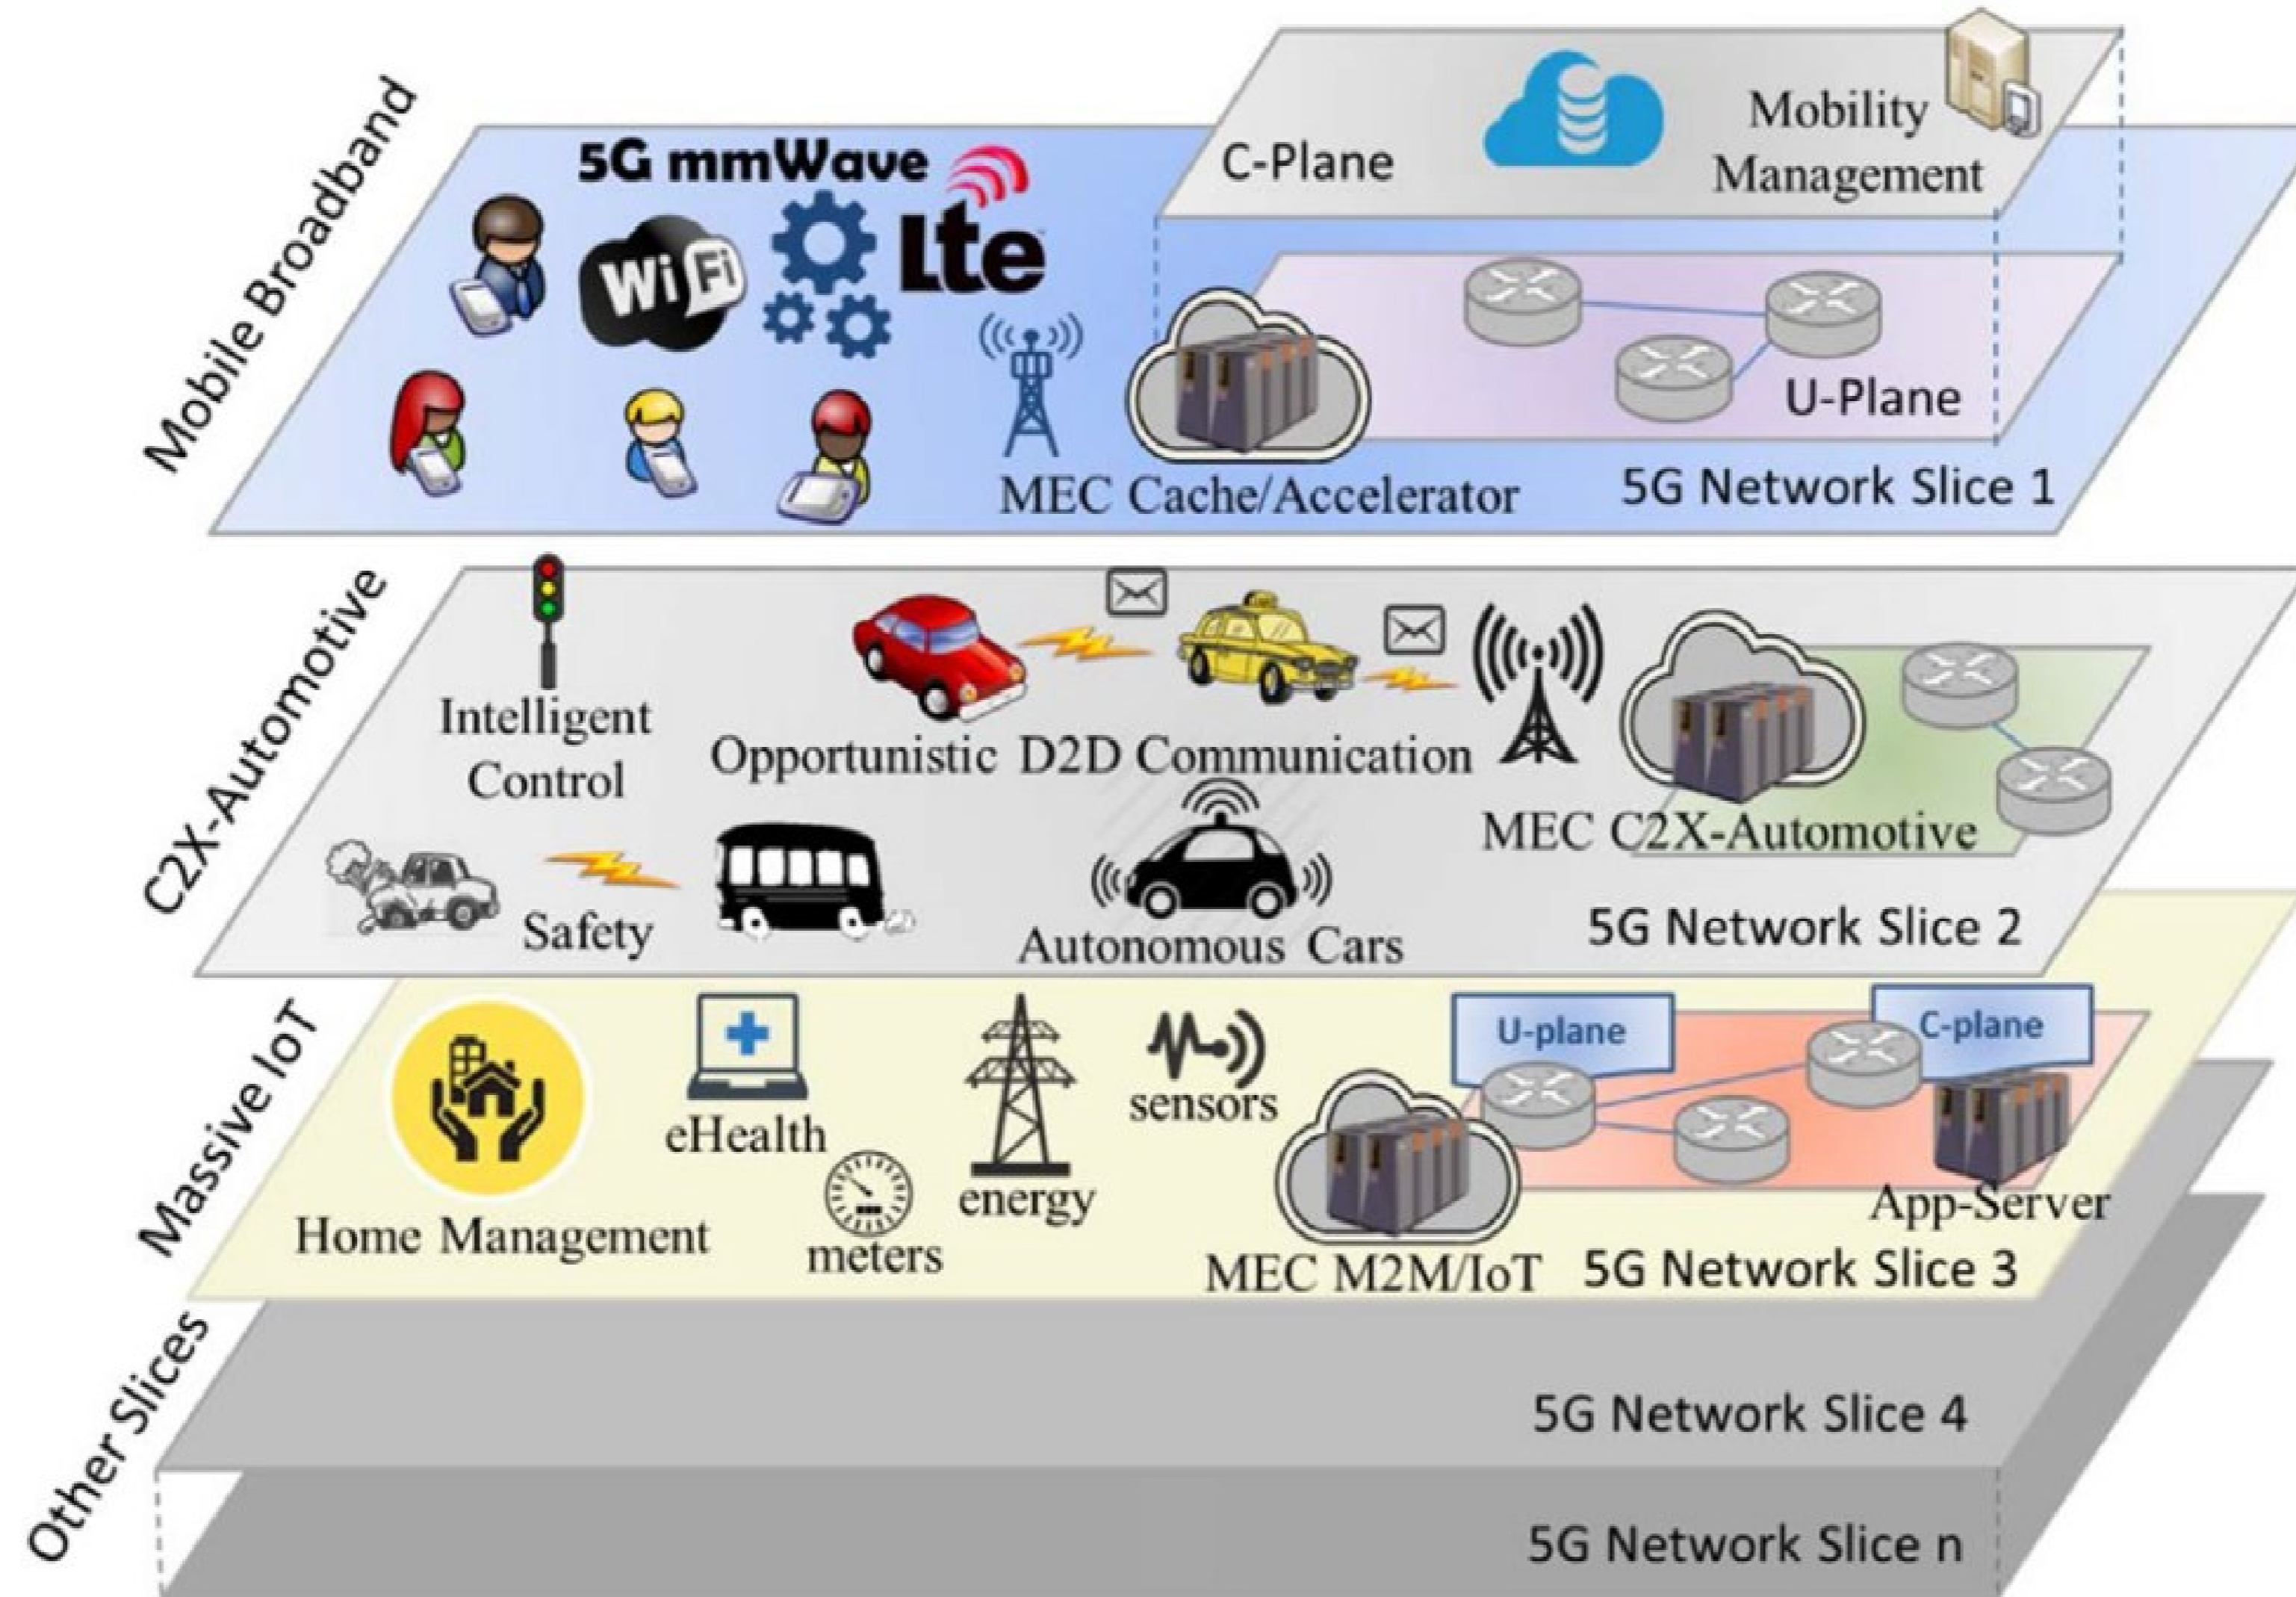 Mobile Broadband
5G mmWave
WiFi
Lte
C-Plane
Mobility
Management
U-Plane
MEC Cache/Accelerator
5G Network Slice 1
C2X-Automotive
Intelligent
Control
Opportunistic D2D Communication
MEC C2X-Automotive
Safety
Autonomous Cars
5G Network Slice 2
Massive IoT
Home Management
eHealth
meters
energy
sensors
U-plane
C-plane
App-Server
MEC M2M/IoT
5G Network Slice 3
Other Slices
5G Network Slice 4
5G Network Slice n